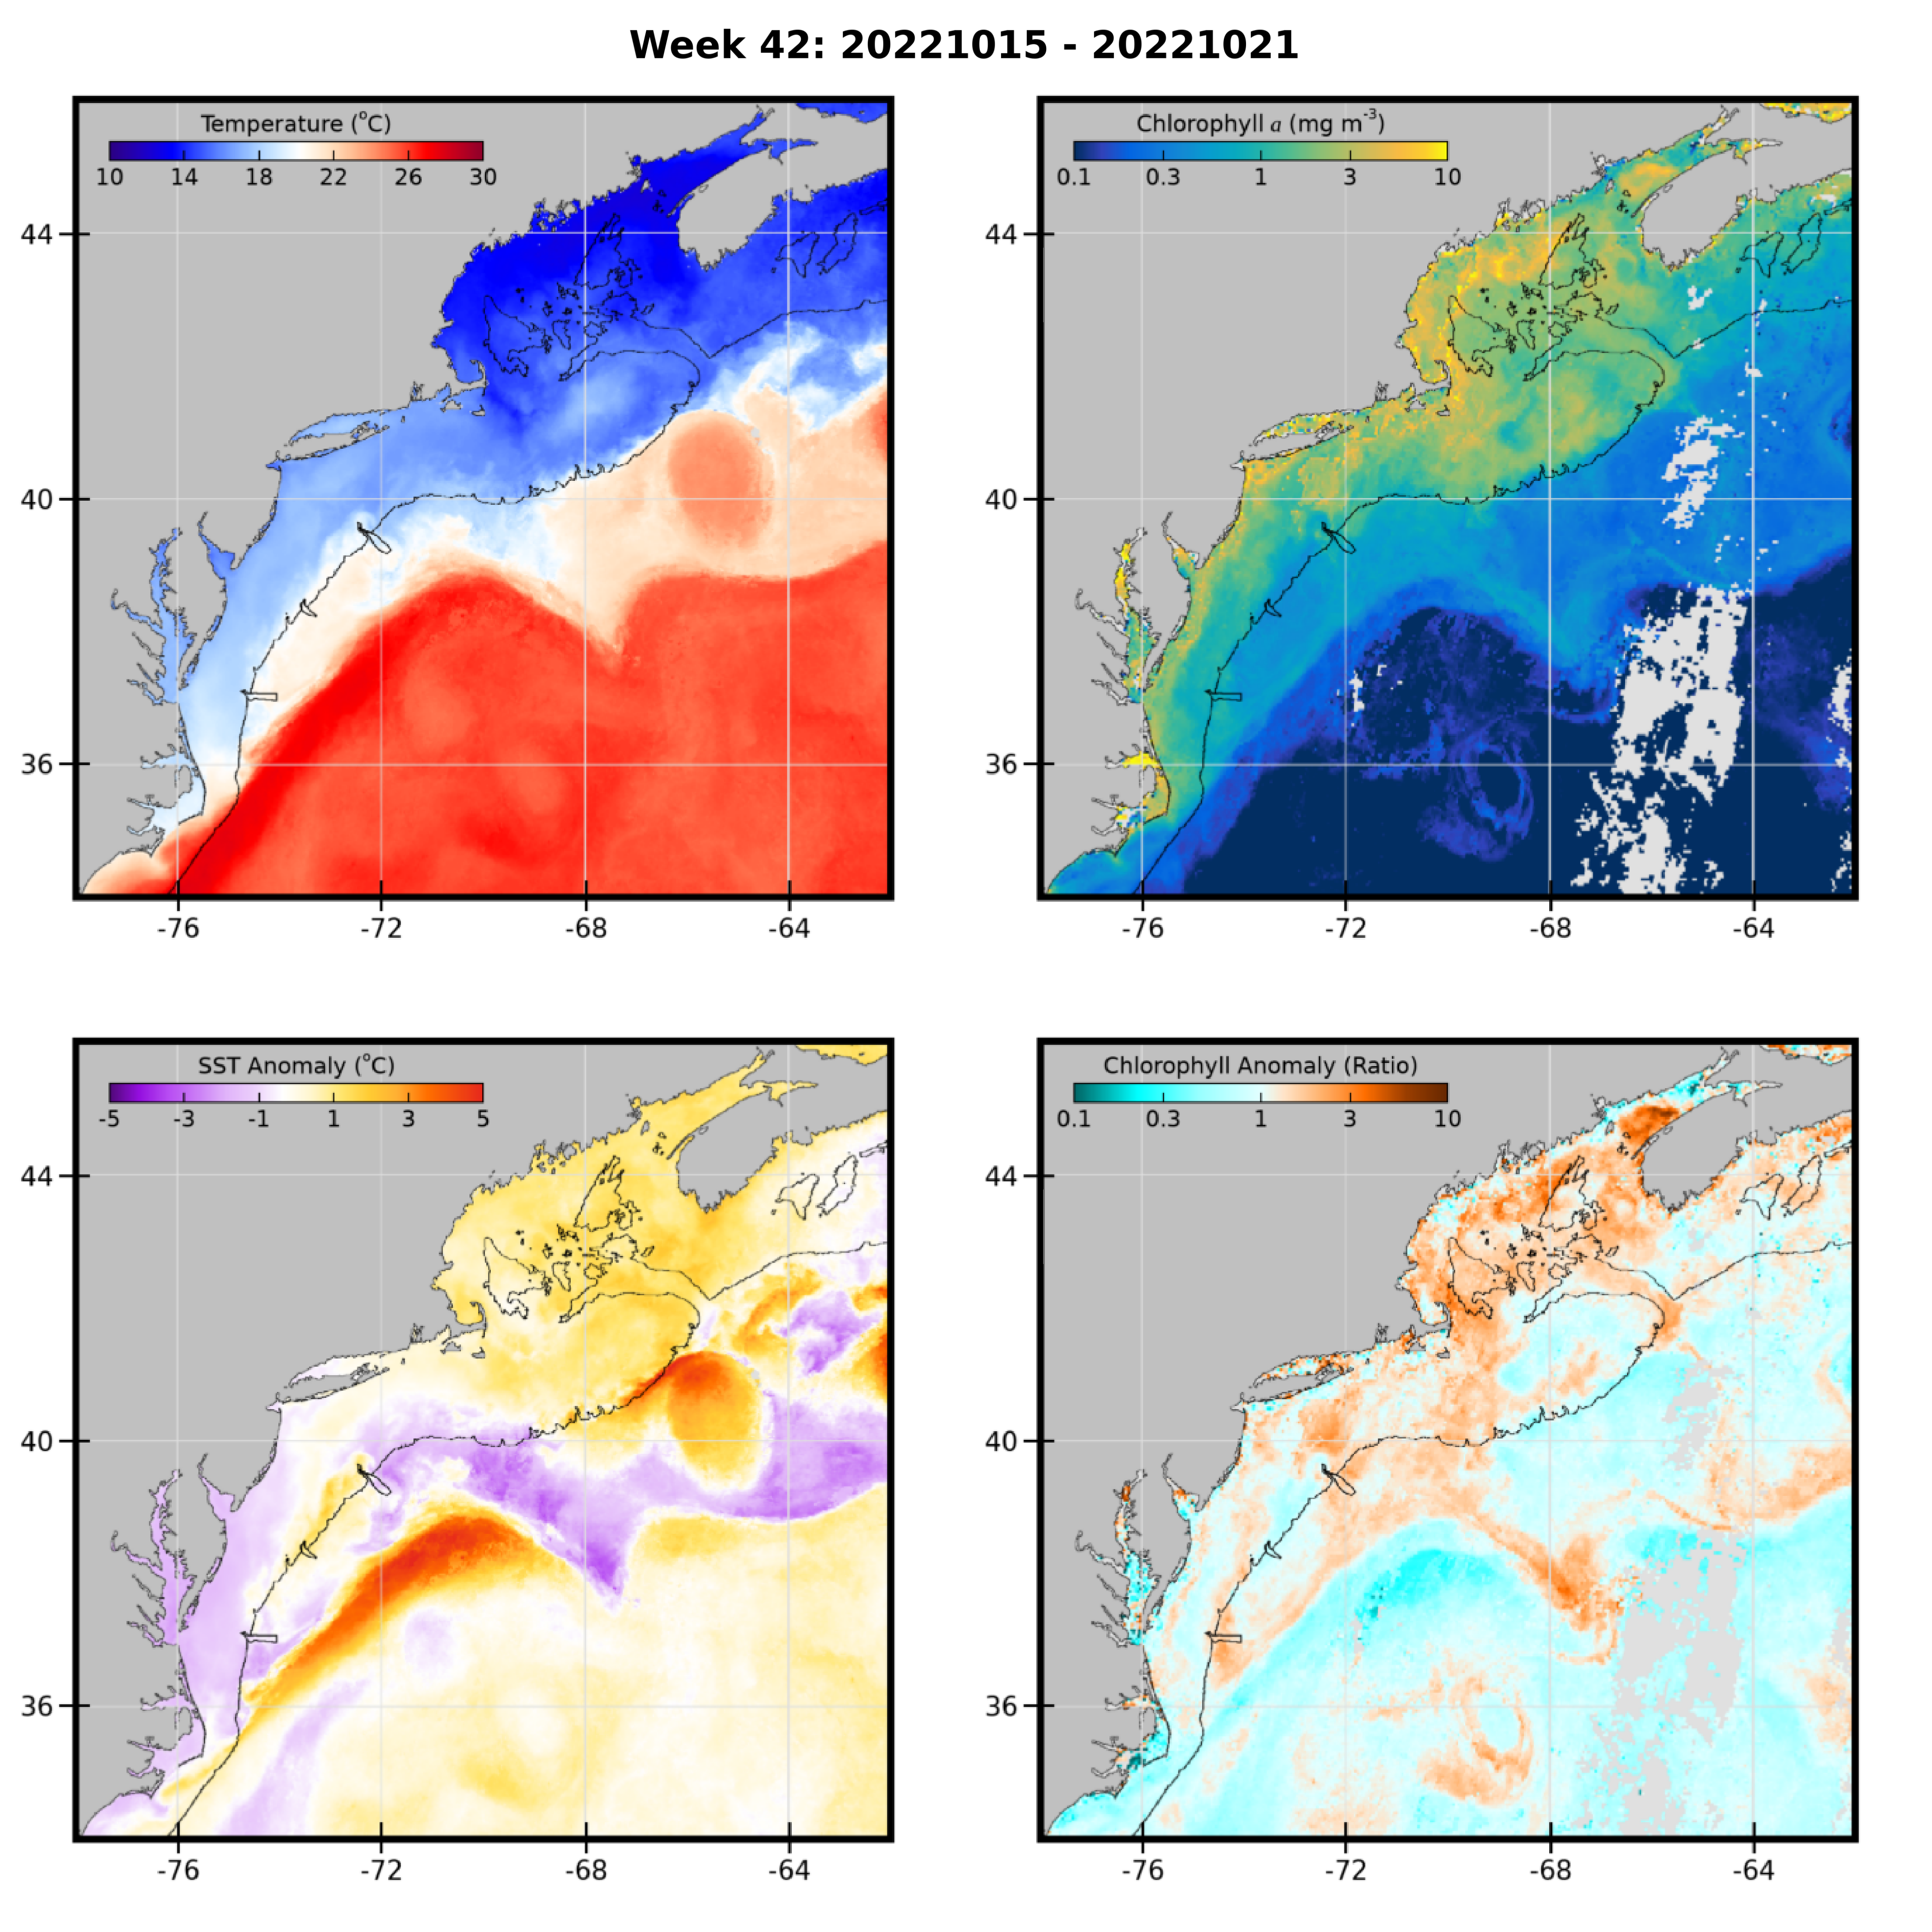 Week 42: 20221015 - 20221021
Temperature (°C)
10 14 18 22 26 30
44
40
36
-76 -72 -68 -64
Chlorophyll a (mg m-3)
0.1 0.3 1 3 10
44
40
36
-76 -72 -68 -64
SST Anomaly (°C)
-5 -3 -1 1 3 5
44
40
36
-76 -72 -68 -64
Chlorophyll Anomaly (Ratio)
0.1 0.3 1 3 10
44
40
36
-76 -72 -68 -64